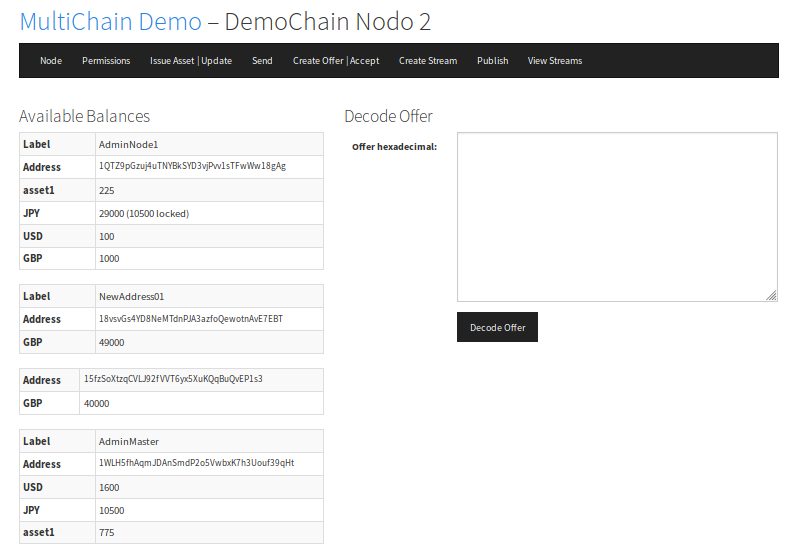 MultiChain Demo – DemoChain Nodo 2
Node Permissions Issue Asset | Update Send Create Offer | Accept Create Stream Publish View Streams
Available Balances
Label AdminNode1
Address 1QTZ9pGzuj4uTNYBkSYD3vjPvv1sTFwWw18gAg
asset1 225
JPY 29000 (10500 locked)
USD 100
GBP 1000
Label NewAddress01
Address 18vsvGs4YD8NeMTdnPJA3azfoQewotnAvE7EBT
GBP 49000
Address 15fzSoXtzqCVLJ92fVVT6yx5XuKQqBuQvEP1s3
GBP 40000
Label AdminMaster
Address 1WLH5fhAqmJDAnSmdP2o5VwbxK7h3Uouf39qHt
USD 1600
JPY 10500
asset1 775
Decode Offer
Offer hexadecimal:
Decode Offer